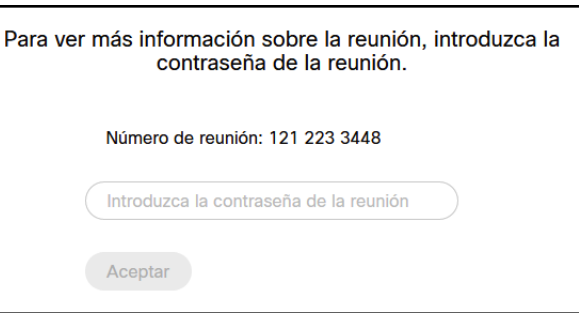 Para ver más información sobre la reunión, introduzca la
contraseña de la reunión.
Número de reunión: 121 223 3448
Introduzca la contraseña de la reunión
Aceptar